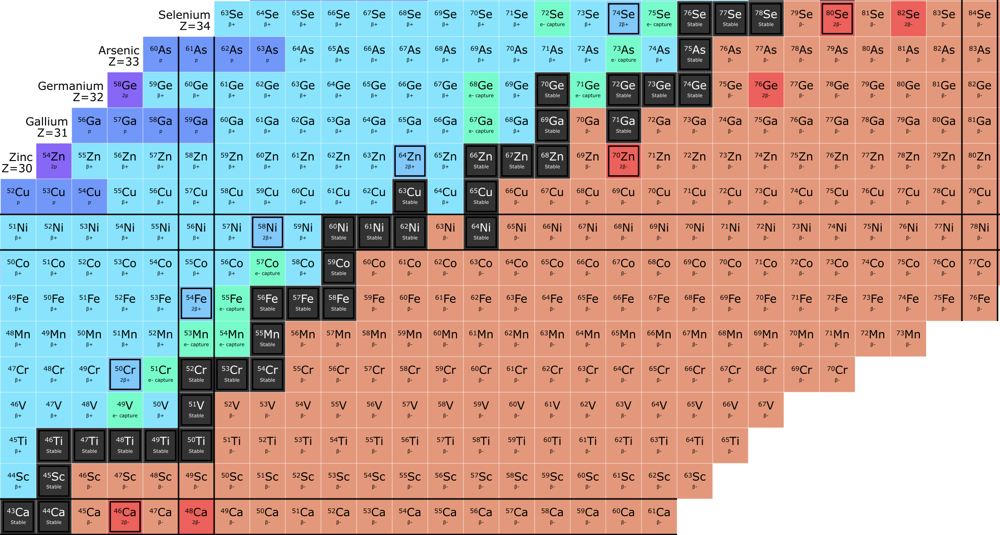 Selenium
Z=34
63Se 64Se 65Se 66Se 67Se 68Se 69Se 70Se 71Se 72Se 73Se 74Se 75Se 76Se 77Se 78Se 79Se 80Se 81Se 82Se 83Se 84Se
β+ β+ β+ β+ β+ β+ β+ β+ β+ e- capture β+ 2β+ e- capture Stable Stable Stable β- 2β- β- 2β- β- β-
Arsenic
Z=33
60As 61As 62As 63As 64As 65As 66As 67As 68As 69As 70As 71As 72As 73As 74As 75As 76As 77As 78As 79As 80As 81As 82As 83As
p p p p β+ β+ β+ β+ β+ β+ β+ β+ β+ e- capture β+ Stable β- β- β- β- β- β- β- β-
Germanium
Z=32
58Ge 59Ge 60Ge 61Ge 62Ge 63Ge 64Ge 65Ge 66Ge 67Ge 68Ge 69Ge 70Ge 71Ge 72Ge 73Ge 74Ge 75Ge 76Ge 77Ge 78Ge 79Ge 80Ge 81Ge 82Ge
2p β+ β+ β+ β+ β+ β+ β+ β+ β+ e- capture β+ Stable e- capture Stable Stable Stable β- 2β- β- β- β- β- β- β-
Gallium
Z=31
56Ga 57Ga 58Ga 59Ga 60Ga 61Ga 62Ga 63Ga 64Ga 65Ga 66Ga 67Ga 68Ga 69Ga 70Ga 71Ga 72Ga 73Ga 74Ga 75Ga 76Ga 77Ga 78Ga 79Ga 80Ga 81Ga
p p p p β+ β+ β+ β+ β+ β+ β+ e- capture β+ Stable β- Stable β- β- β- β- β- β- β- β- β- β-
Zinc
Z=30
54Zn 55Zn 56Zn 57Zn 58Zn 59Zn 60Zn 61Zn 62Zn 63Zn 64Zn 65Zn 66Zn 67Zn 68Zn 69Zn 70Zn 71Zn 72Zn 73Zn 74Zn 75Zn 76Zn 77Zn 78Zn 79Zn 80Zn
2p β+ β+ β+ β+ β+ β+ β+ β+ β+ 2β+ β+ Stable Stable Stable β- 2β- β- β- β- β- β- β- β- β- β- β-
52Cu 53Cu 54Cu 55Cu 56Cu 57Cu 58Cu 59Cu 60Cu 61Cu 62Cu 63Cu 64Cu 65Cu 66Cu 67Cu 68Cu 69Cu 70Cu 71Cu 72Cu 73Cu 74Cu 75Cu 76Cu 77Cu 78Cu 79Cu
p p p β+ β+ β+ β+ β+ β+ β+ β+ Stable β+ Stable β- β- β- β- β- β- β- β- β- β- β- β- β- β-
51Ni 52Ni 53Ni 54Ni 55Ni 56Ni 57Ni 58Ni 59Ni 60Ni 61Ni 62Ni 63Ni 64Ni 65Ni 66Ni 67Ni 68Ni 69Ni 70Ni 71Ni 72Ni 73Ni 74Ni 75Ni 76Ni 77Ni 78Ni
β+ β+ β+ β+ β+ β+ β+ 2β+ β+ Stable Stable Stable β- Stable β- β- β- β- β- β- β- β- β- β- β- β- β- β-
50Co 51Co 52Co 53Co 54Co 55Co 56Co 57Co 58Co 59Co 60Co 61Co 62Co 63Co 64Co 65Co 66Co 67Co 68Co 69Co 70Co 71Co 72Co 73Co 74Co 75Co 76Co 77Co
β+ β+ β+ β+ β+ β+ β+ e- capture β+ Stable β- β- β- β- β- β- β- β- β- β- β- β- β- β- β- β- β- β-
49Fe 50Fe 51Fe 52Fe 53Fe 54Fe 55Fe 56Fe 57Fe 58Fe 59Fe 60Fe 61Fe 62Fe 63Fe 64Fe 65Fe 66Fe 67Fe 68Fe 69Fe 70Fe 71Fe 72Fe 73Fe 74Fe 75Fe 76Fe
β+ β+ β+ β+ β+ 2β+ e- capture Stable Stable Stable β- β- β- β- β- β- β- β- β- β- β- β- β- β- β- β- β- β-
48Mn 49Mn 50Mn 51Mn 52Mn 53Mn 54Mn 55Mn 56Mn 57Mn 58Mn 59Mn 60Mn 61Mn 62Mn 63Mn 64Mn 65Mn 66Mn 67Mn 68Mn 69Mn 70Mn 71Mn 72Mn 73Mn
β+ β+ β+ β+ β+ e- capture e- capture Stable β- β- β- β- β- β- β- β- β- β- β- β- β- β- β- β- β- β-
47Cr 48Cr 49Cr 50Cr 51Cr 52Cr 53Cr 54Cr 55Cr 56Cr 57Cr 58Cr 59Cr 60Cr 61Cr 62Cr 63Cr 64Cr 65Cr 66Cr 67Cr 68Cr 69Cr 70Cr
β+ β+ β+ 2β+ e- capture Stable Stable Stable β- β- β- β- β- β- β- β- β- β- β- β- β- β- β- β-
46V 47V 48V 49V 50V 51V 52V 53V 54V 55V 56V 57V 58V 59V 60V 61V 62V 63V 64V 65V 66V 67V
β+ β+ β+ e- capture β+ Stable β- β- β- β- β- β- β- β- β- β- β- β- β- β- β- β-
45Ti 46Ti 47Ti 48Ti 49Ti 50Ti 51Ti 52Ti 53Ti 54Ti 55Ti 56Ti 57Ti 58Ti 59Ti 60Ti 61Ti 62Ti 63Ti 64Ti 65Ti
β+ Stable Stable Stable Stable Stable β- β- β- β- β- β- β- β- β- β- β- β- β- β- β-
44Sc 45Sc 46Sc 47Sc 48Sc 49Sc 50Sc 51Sc 52Sc 53Sc 54Sc 55Sc 56Sc 57Sc 58Sc 59Sc 60Sc 61Sc 62Sc 63Sc
β+ Stable β- β- β- β- β- β- β- β- β- β- β- β- β- β- β- β- β- β-
43Ca 44Ca 45Ca 46Ca 47Ca 48Ca 49Ca 50Ca 51Ca 52Ca 53Ca 54Ca 55Ca 56Ca 57Ca 58Ca 59Ca 60Ca 61Ca
Stable Stable β- 2β- β- 2β- β- β- β- β- β- β- β- β- β- β- β- β- β-